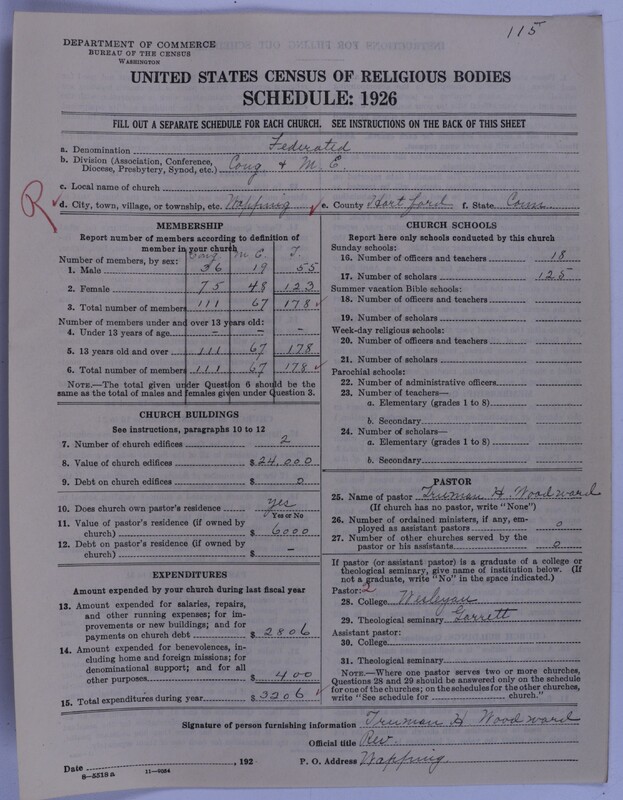 115
DEPARTMENT OF COMMERCE
BUREAU OF THE CENSUS
WASHINGTON
UNITED STATES CENSUS OF RELIGIOUS BODIES
SCHEDULE: 1926
FILL OUT A SEPARATE SCHEDULE FOR EACH CHURCH. SEE INSTRUCTIONS ON THE BACK OF THIS SHEET
a. Denomination Federated
b. Division (Association, Conference, Diocese, Presbytery, Synod, etc.) Cong & M. E.
c. Local name of church
R
d. City, town, village, or township, etc. Wapping e. County Hartford f. State Conn.
MEMBERSHIP
Report number of members according to definition of member in your church
Cong. M. E. T.
Number of members, by sex:
1. Male 36 19 55
2. Female 75 48 123
3. Total number of members 111 67 178
Number of members under and over 13 years old:
4. Under 13 years of age - - -
5. 13 years old and over 111 67 178
6. Total number of members 111 67 178
NOTE.—The total given under Question 6 should be the same as the total of males and females given under Question 3.
CHURCH BUILDINGS
See instructions, paragraphs 10 to 12
7. Number of church edifices 2
8. Value of church edifices $ 24,000
9. Debt on church edifices $ 0
10. Does church own pastor's residence? yes
Yes or No
11. Value of pastor's residence (if owned by church) $ 6000
12. Debt on pastor's residence (if owned by church) $ -
EXPENDITURES
Amount expended by your church during last fiscal year
13. Amount expended for salaries, repairs, and other running expenses; for improvements or new buildings; and for payments on church debt $ 2806
14. Amount expended for benevolences, including home and foreign missions; for denominational support; and for all other purposes $ 400
15. Total expenditures during year $ 3206
CHURCH SCHOOLS
Report here only schools conducted by this church
Sunday schools:
16. Number of officers and teachers 18
17. Number of scholars 125
Summer vacation Bible schools:
18. Number of officers and teachers
19. Number of scholars
Week-day religious schools:
20. Number of officers and teachers
21. Number of scholars
Parochial schools:
22. Number of administrative officers
23. Number of teachers—
a. Elementary (grades 1 to 8)
b. Secondary
24. Number of scholars—
a. Elementary (grades 1 to 8)
b. Secondary
PASTOR
25. Name of pastor Truman H Woodward
(If church has no pastor, write "None")
26. Number of ordained ministers, if any, employed as assistant pastors 0
27. Number of other churches served by the pastor or his assistants 0
If pastor (or assistant pastor) is a graduate of a college or theological seminary, give name of institution below. (If not a graduate, write "No" in the space indicated.)
Pastor: 2
28. College Wesleyan
29. Theological seminary Garrett
Assistant pastor:
30. College
31. Theological seminary
NOTE.—Where one pastor serves two or more churches, Questions 28 and 29 should be answered only on the schedule for one of the churches; on the schedules for the other churches, write "See schedule for church."
Signature of person furnishing information Truman H Woodward
Official title Rev.
Date , 192 P. O. Address Wapping.
8-5518a 11-9084